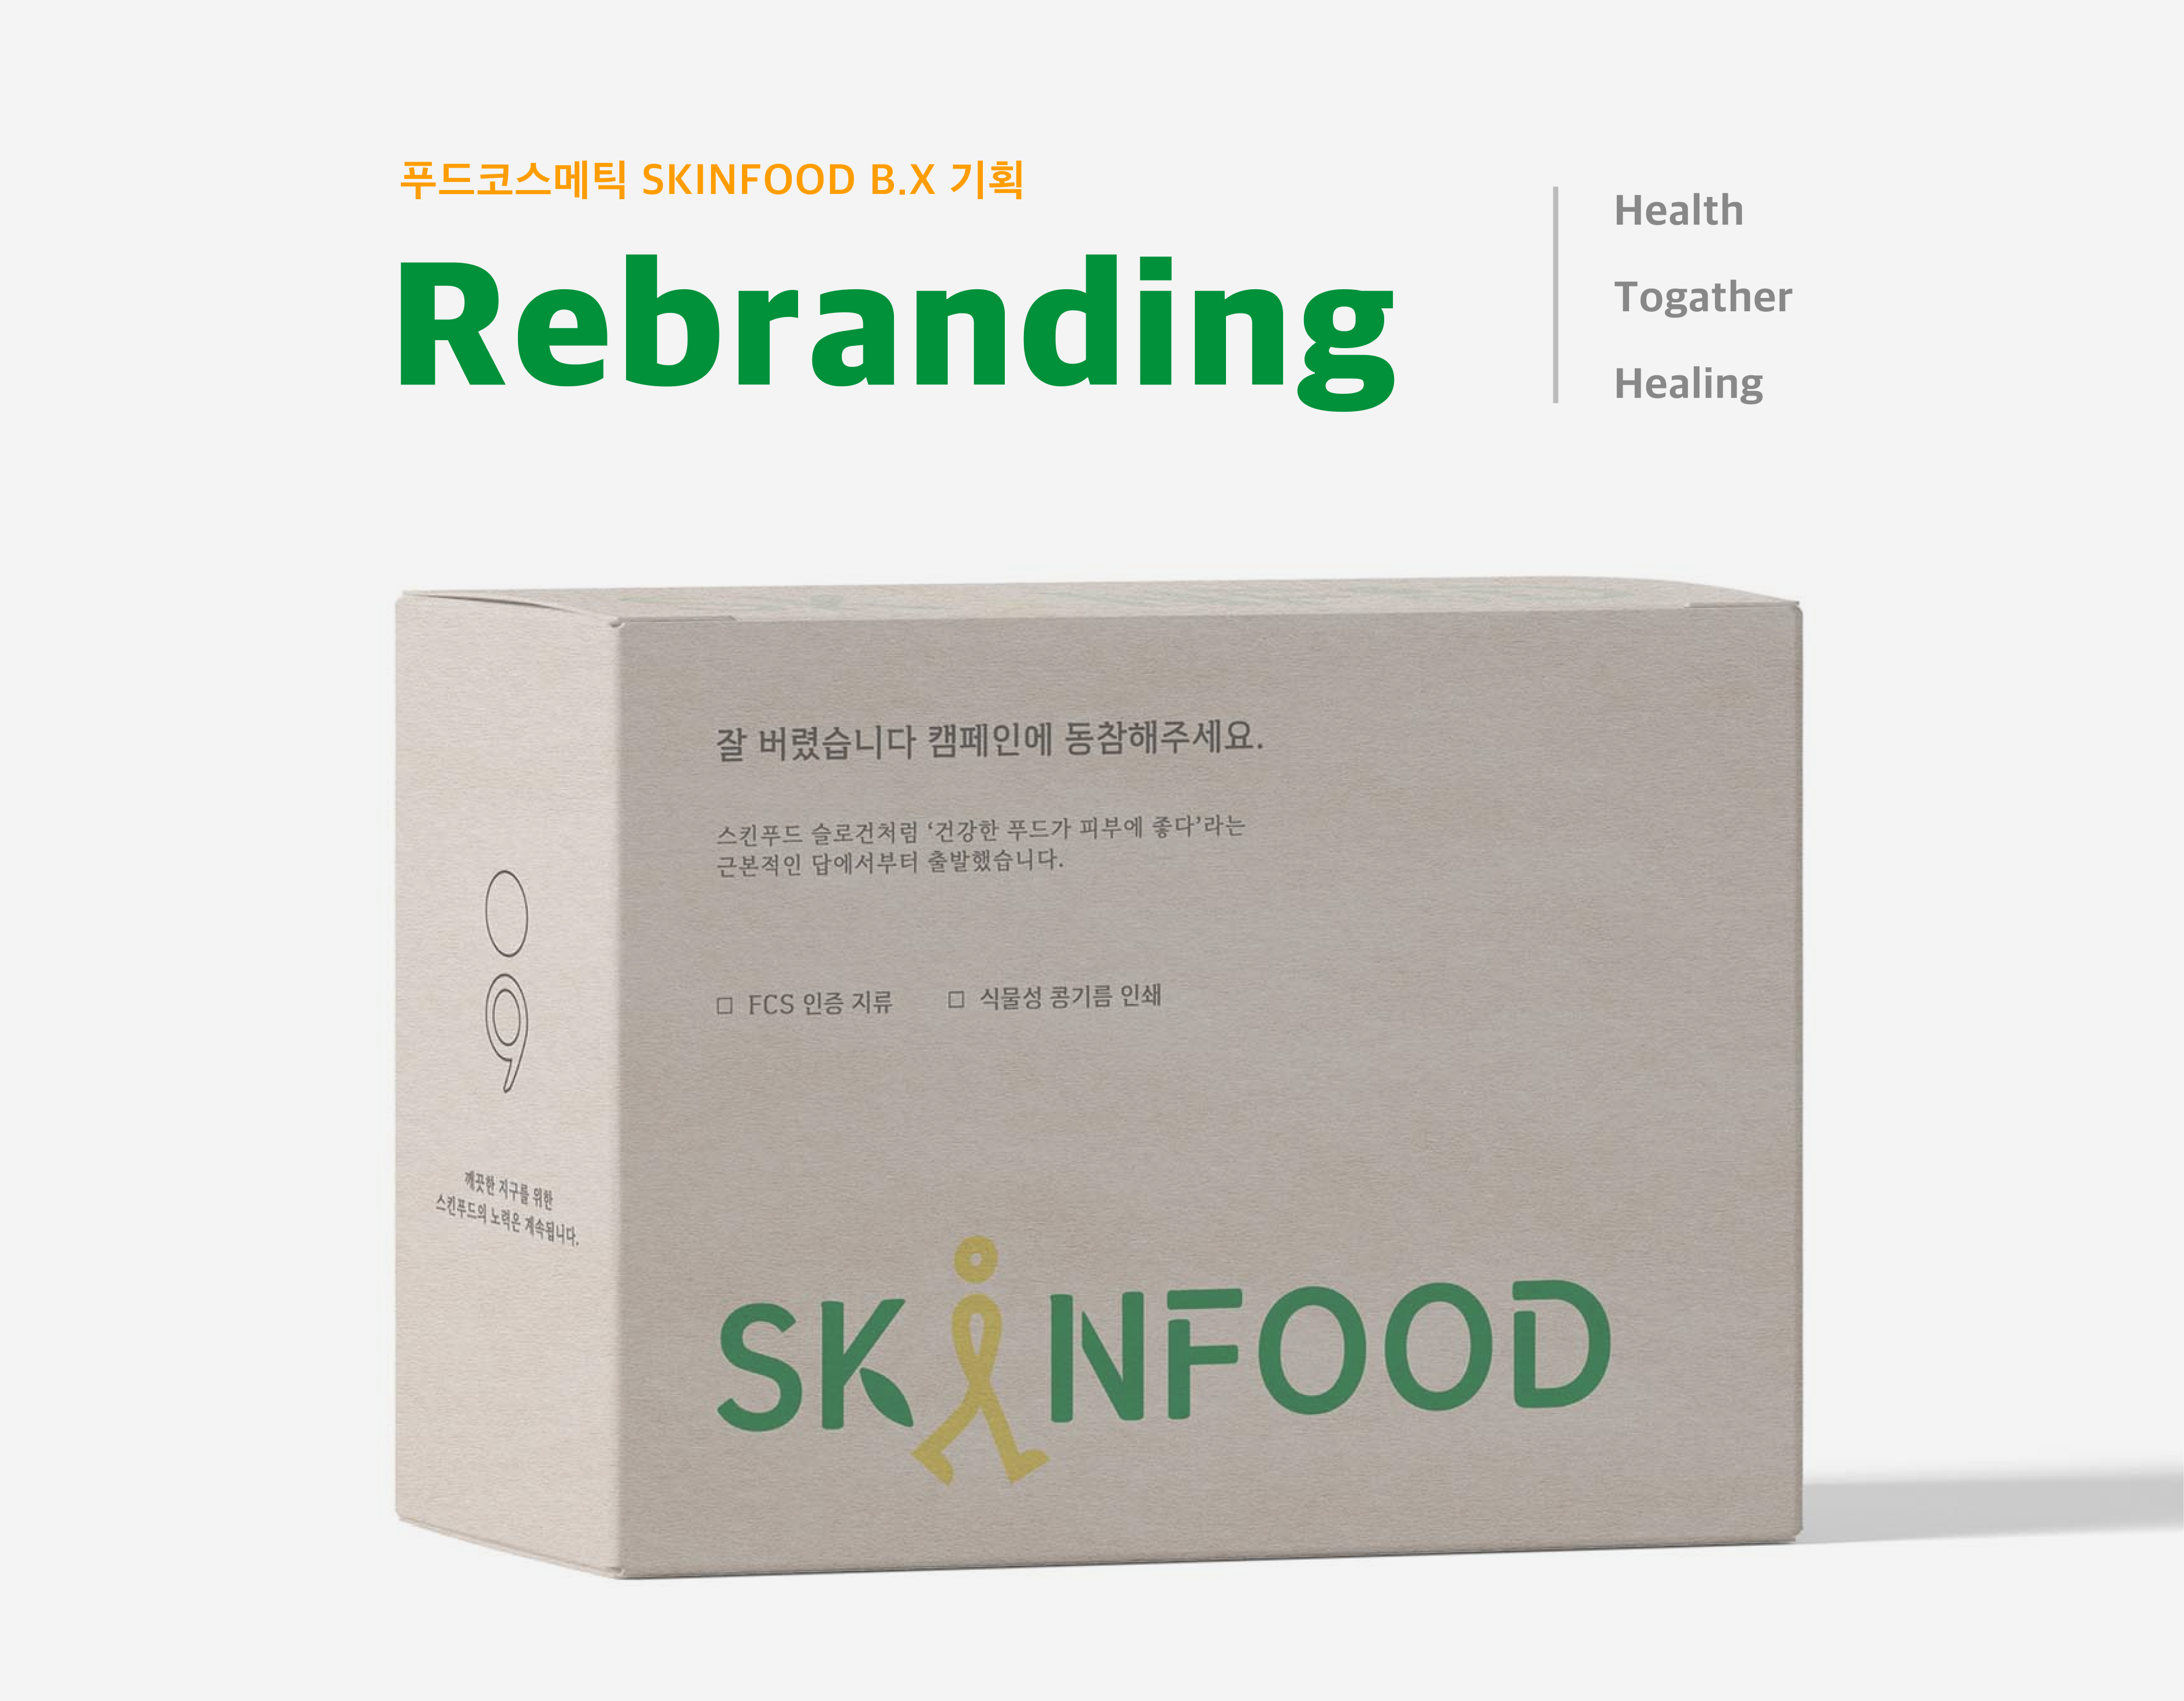 푸드코스메틱 SKINFOOD B.X 기획
Rebranding
Health
Togather
Healing
잘 버렸습니다 캠페인에 동참해주세요.
스킨푸드 슬로건처럼 ‘건강한 푸드가 피부에 좋다’라는
근본적인 답에서부터 출발했습니다.
□ FCS 인증 지류 □ 식물성 콩기름 인쇄
09
깨끗한 지구를 위한
스킨푸드의 노력은 계속됩니다.
SKINFOOD